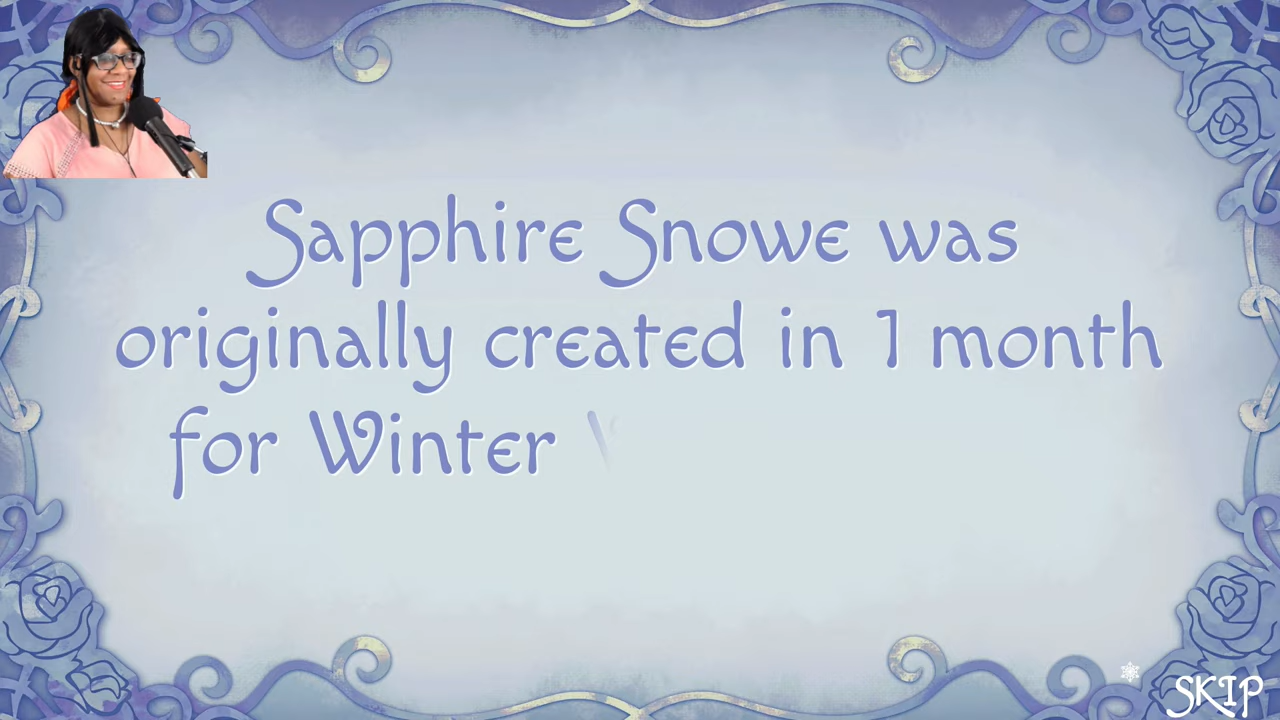 Sapphire Snowe was
originally created in 1 month
for Winter
SKIP